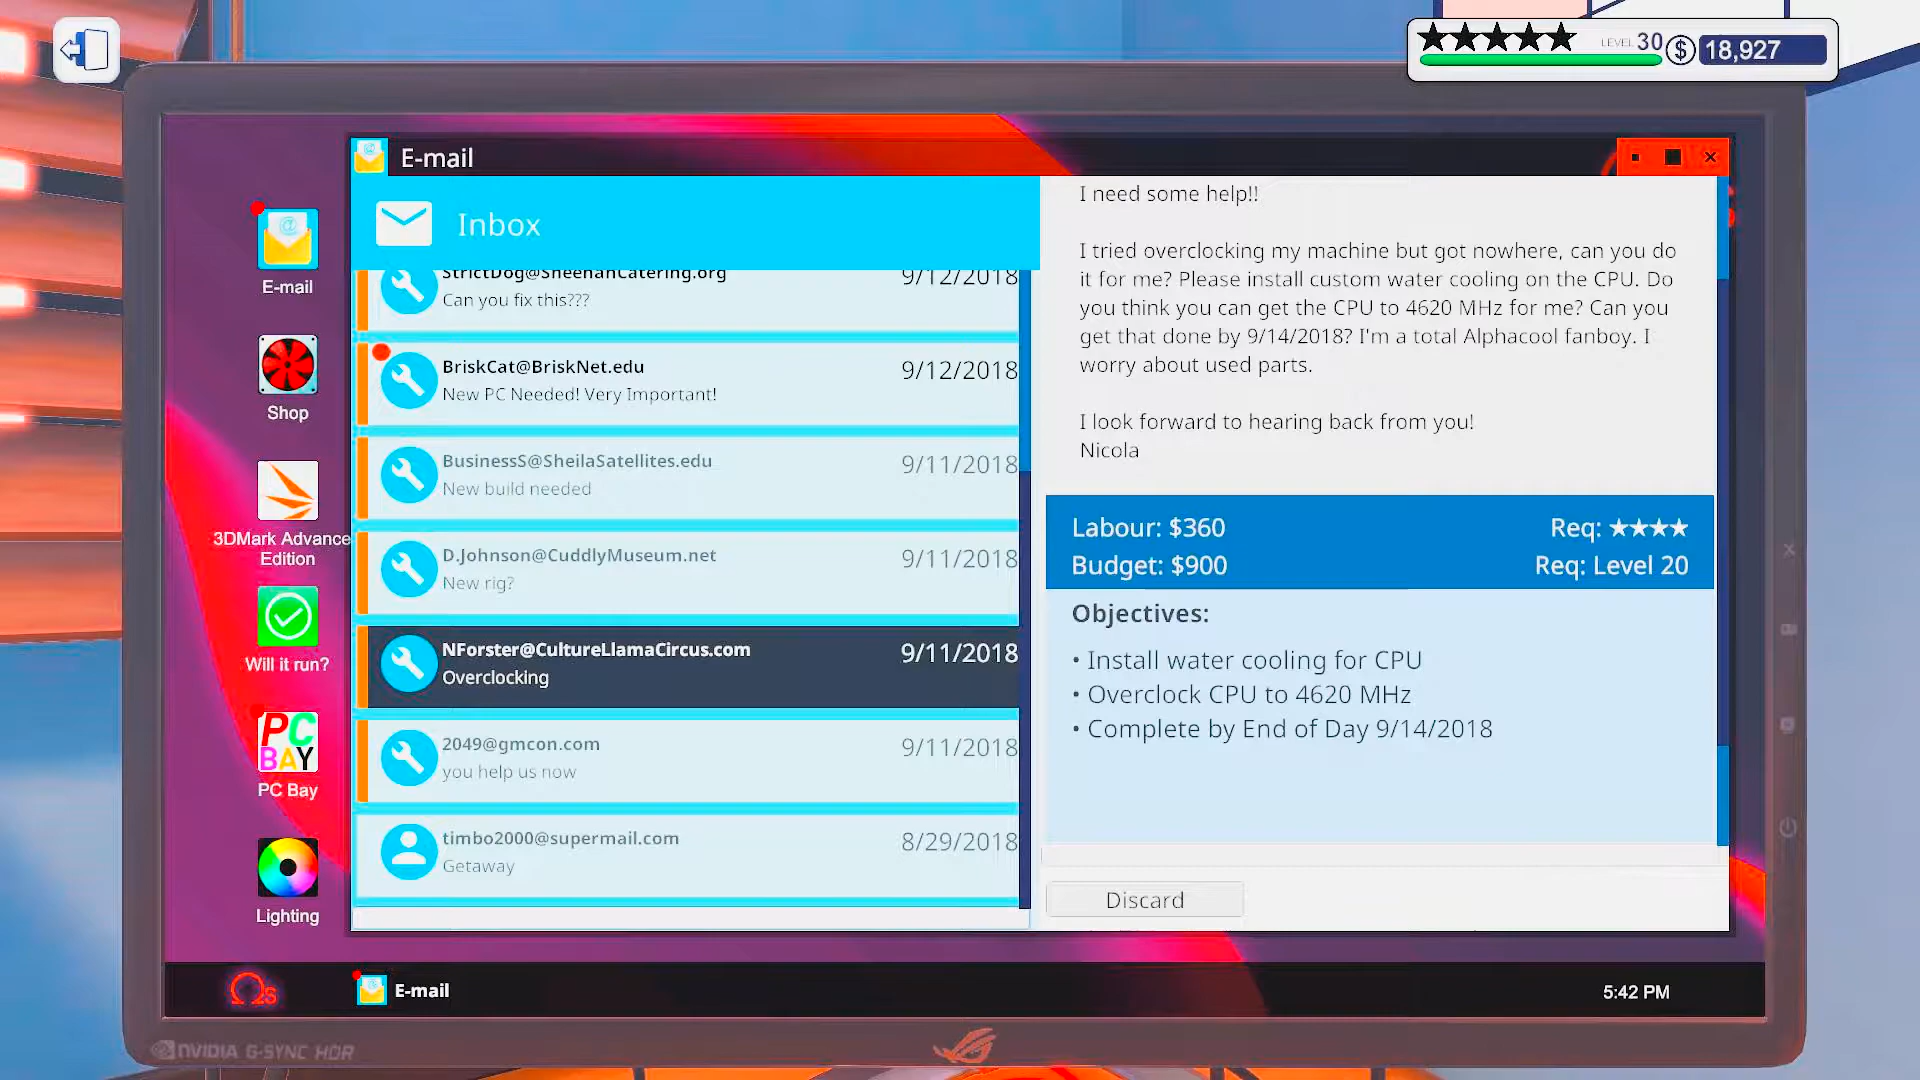 LEVEL 30
$ 18,927
E-mail
Inbox
StrictDog@SheehanCatering.org
9/12/2018
Can you fix this???
BriskCat@BriskNet.edu
9/12/2018
New PC Needed! Very Important!
BusinessS@SheilaSatellites.edu
9/11/2018
New build needed
D.Johnson@CuddlyMuseum.net
9/11/2018
New rig?
NForster@CultureLlamaCircus.com
9/11/2018
Overclocking
2049@gmcon.com
9/11/2018
you help us now
timbo2000@supermail.com
8/29/2018
Getaway
I need some help!!
I tried overclocking my machine but got nowhere, can you do
it for me? Please install custom water cooling on the CPU. Do
you think you can get the CPU to 4620 MHz for me? Can you
get that done by 9/14/2018? I'm a total Alphacool fanboy. I
worry about used parts.
I look forward to hearing back from you!
Nicola
Labour: $360
Req: ★★★★
Budget: $900
Req: Level 20
Objectives:
• Install water cooling for CPU
• Overclock CPU to 4620 MHz
• Complete by End of Day 9/14/2018
Discard
E-mail
Shop
3DMark Advance
Edition
Will it run?
PC
BAY
PC Bay
Lighting
Ωs
E-mail
5:42 PM
NVIDIA G-SYNC HDR